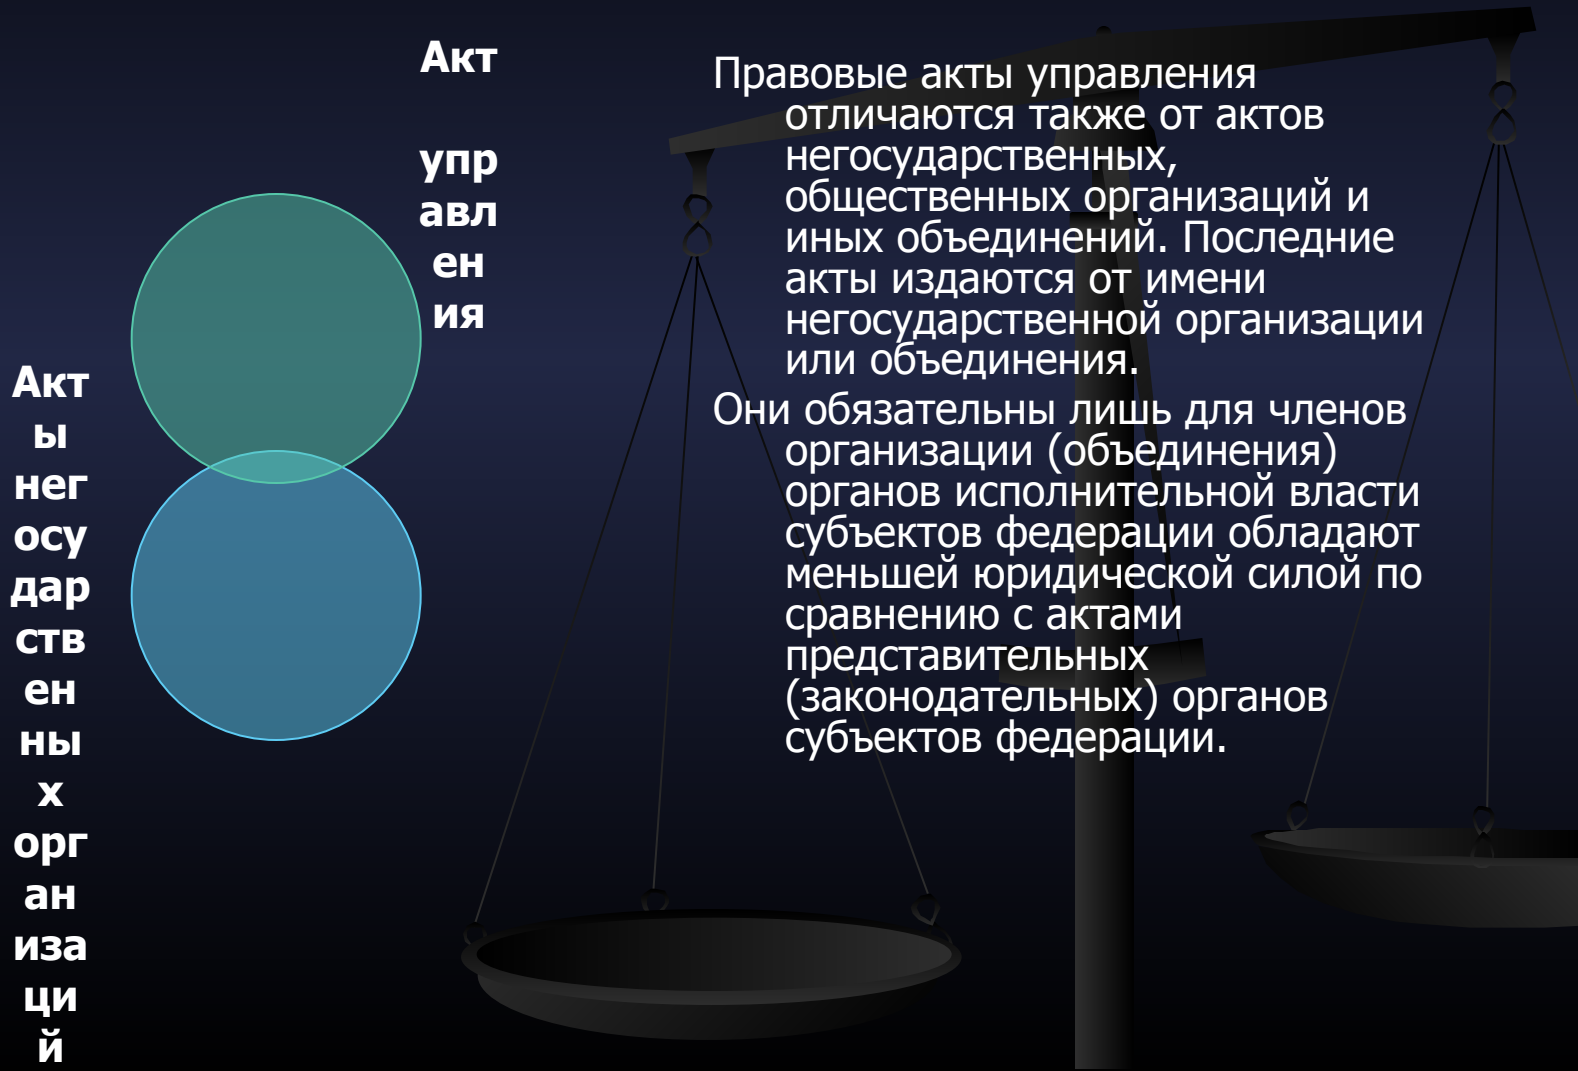 Акт
упр
авл
ен
ия
Акт
ы
нег
осу
дар
ств
ен
ны
х
орг
ан
иза
ци
й
Правовые акты управления
отличаются также от актов
негосударственных,
общественных организаций и
иных объединений. Последние
акты издаются от имени
негосударственной организации
или объединения.
Они обязательны лишь для членов
организации (объединения)
органов исполнительной власти
субъектов федерации обладают
меньшей юридической силой по
сравнению с актами
представительных
(законодательных) органов
субъектов федерации.